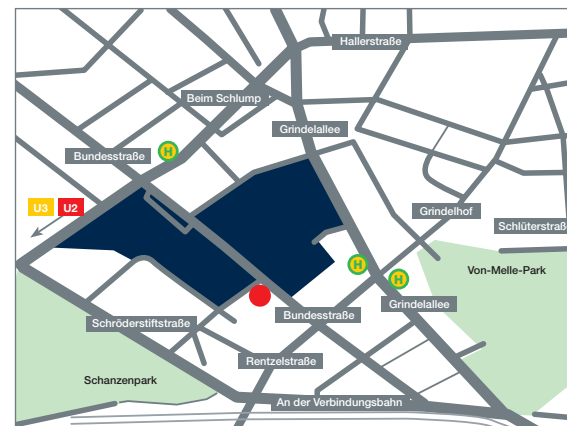 Hallerstraße
Beim Schlump
Grindelallee
H
Bundesstraße
U3
U2
Grindelhof
Schlüterstraß
H
Von-Melle-Park
H
Grindelallee
Bundesstraße
Schröderstiftstraße
Rentzelstraße
Schanzenpark
An der Verbindungsbahn